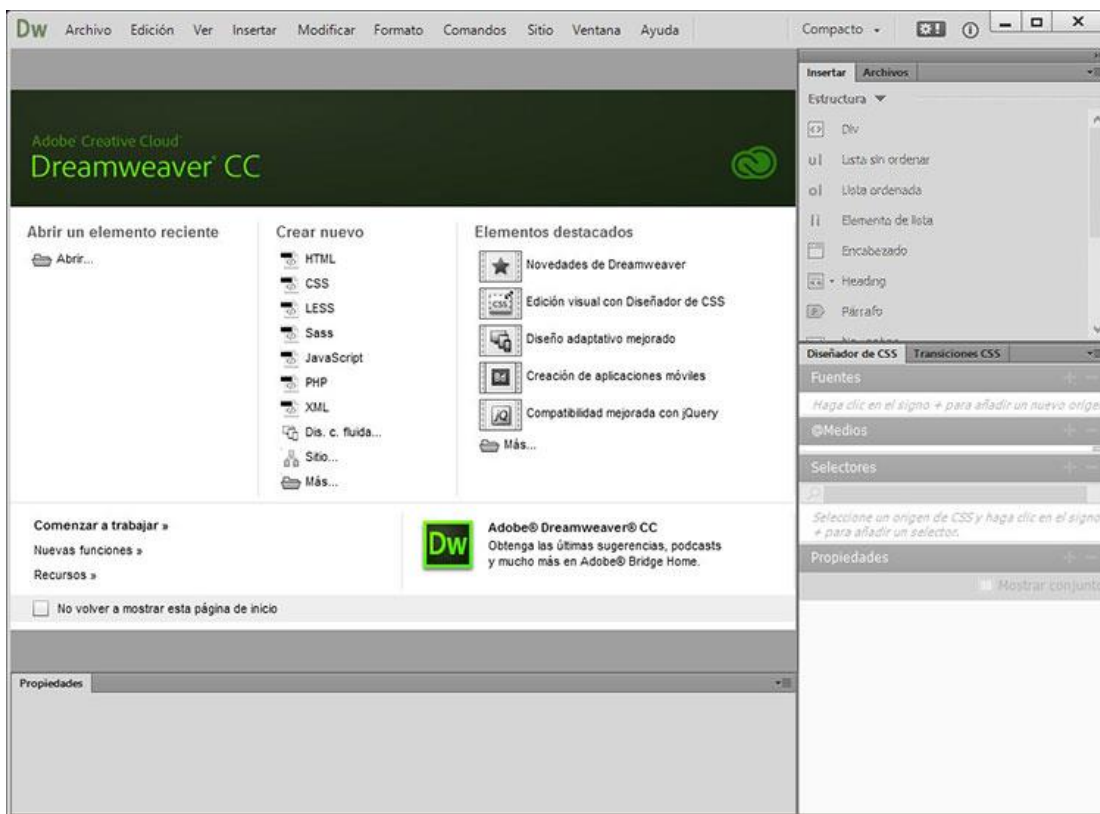 Dw Archivo Edición Ver Insertar Modificar Formato Comandos Sitio Ventana Ayuda Compacto
Adobe® Creative Cloud™
Dreamweaver® CC
Abrir un elemento reciente
Abrir...
Crear nuevo
HTML
CSS
LESS
Sass
JavaScript
PHP
XML
Dis. c. fluida...
Sitio...
Más...
Elementos destacados
Novedades de Dreamweaver
CSS Edición visual con Diseñador de CSS
Diseño adaptativo mejorado
Creación de aplicaciones móviles
jQ Compatibilidad mejorada con jQuery
Más...
Comenzar a trabajar »
Nuevas funciones »
Recursos »
Dw
Adobe® Dreamweaver® CC
Obtenga las últimas sugerencias, podcasts
y mucho más en Adobe® Bridge Home.
No volver a mostrar esta página de inicio
Propiedades
Insertar Archivos
Estructura
Div
ul Lista sin ordenar
ol Lista ordenada
li Elemento de lista
Encabezado
Heading
Párrafo
Diseñador de CSS Transiciones CSS
Fuentes
Haga clic en el signo + para añadir un nuevo origen
@Medios
Selectores
Seleccione un origen de CSS y haga clic en el signo
+ para añadir un selector.
Propiedades
Mostrar conjunto